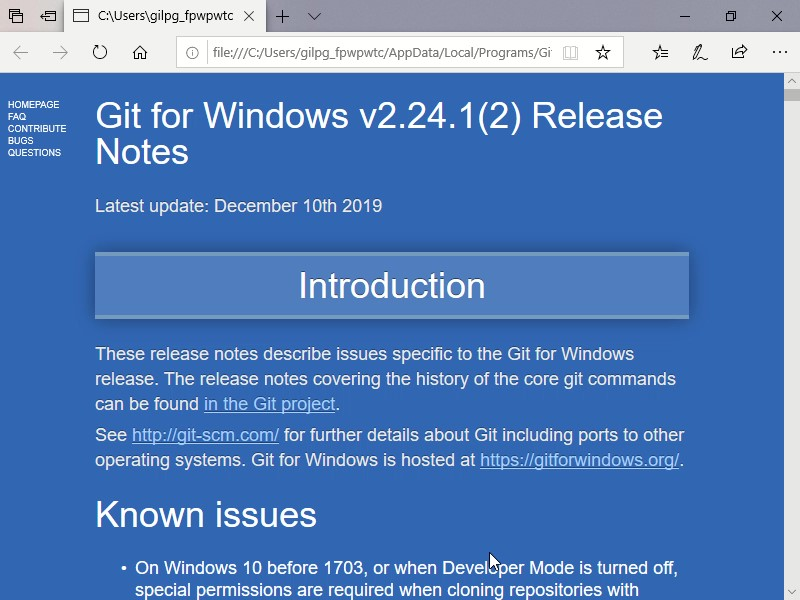 C:\Users\gilpg_fpwpwtc
file:///C:/Users/gilpg_fpwpwtc/AppData/Local/Programs/Gi
HOMEPAGE
FAQ
CONTRIBUTE
BUGS
QUESTIONS
Git for Windows v2.24.1(2) Release
Notes
Latest update: December 10th 2019
Introduction
These release notes describe issues specific to the Git for Windows
release. The release notes covering the history of the core git commands
can be found in the Git project.
See http://git-scm.com/ for further details about Git including ports to other
operating systems. Git for Windows is hosted at https://gitforwindows.org/.
Known issues
• On Windows 10 before 1703, or when Developer Mode is turned off,
special permissions are required when cloning repositories with